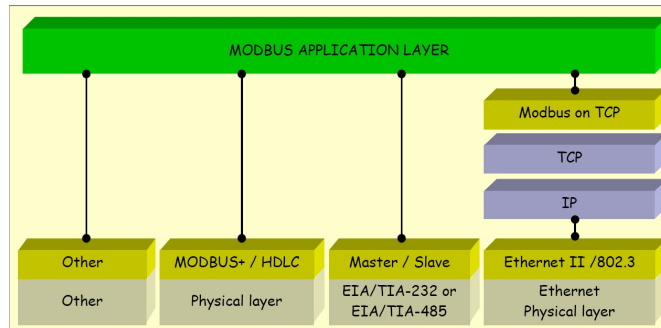 MODBUS APPLICATION LAYER
Modbus on TCP
TCP
IP
Other
MODBUS+ / HDLC
Master / Slave
Ethernet II /802.3
Other
Physical layer
EIA/TIA-232 or
EIA/TIA-485
Ethernet
Physical layer